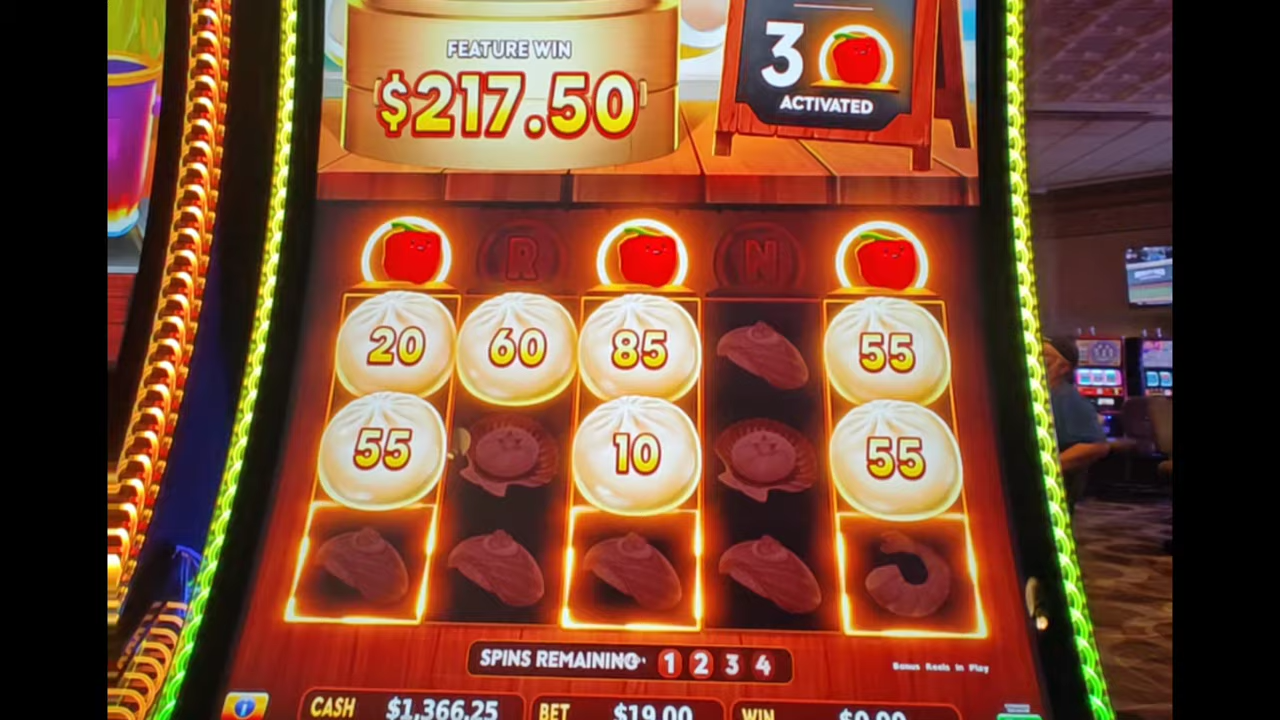 FEATURE WIN
$217.50
3
ACTIVATED
R
N
20
60
85
55
55
10
55
SPINS REMAINING
1 2 3 4
Bonus Reels In Play
CASH $1,366.25
BET $19.00
WIN $0.00